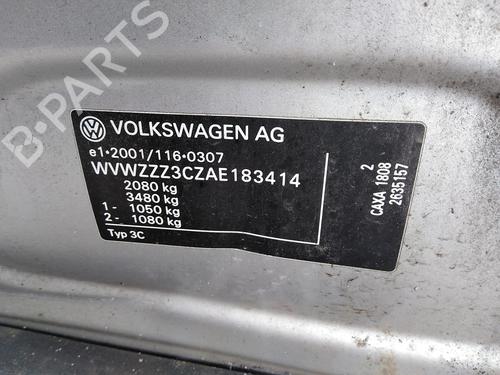 B-PARTS
VOLKSWAGEN AG
e1*2001/116*0307
WVWZZZ3CZAE183414
2080 kg
3480 kg
1- 1050 kg
2- 1080 kg
Typ 3C
2
CAXA 1808
2635157